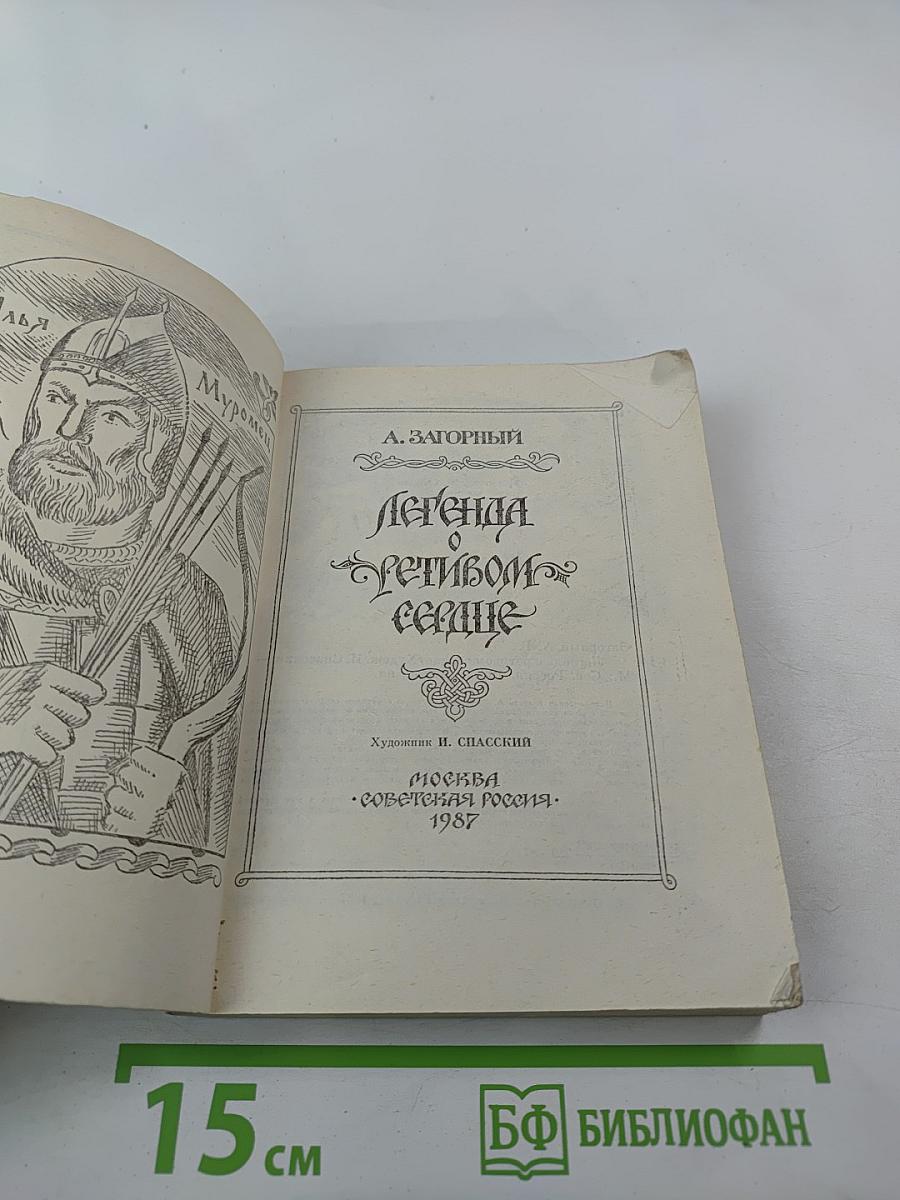 Илья
Муромец
А. ЗАГОРНЫЙ
ЛЕГЕНДА
О
РЕТИВОМ
СЕРДЦЕ
Художник И. СПАССКИЙ
МОСКВА
·СОВЕТСКАЯ РОССИЯ·
1987
15 см
БФ БИБЛИОФАН